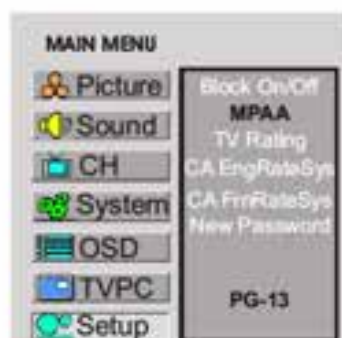 MAIN MENU
Picture
Sound
CH
System
OSD
TVPC
Setup
Block On/Off
MPAA
TV Rating
CA EngRateSys
CA FrnRateSys
New Password
PG-13